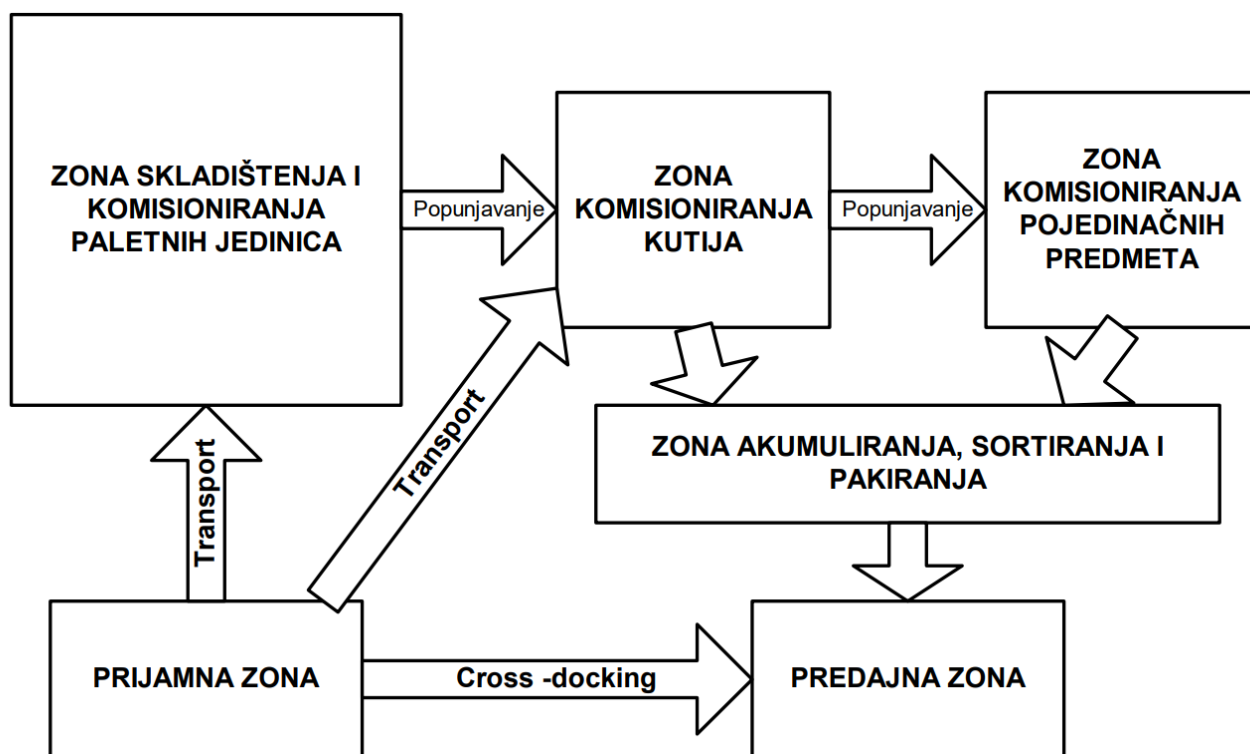 ZONA SKLADIŠTENJA I
KOMISIONIRANJA
PALETNIH JEDINICA
Popunjavanje
ZONA
KOMISIONIRANJA
KUTIJA
Popunjavanje
ZONA
KOMISIONIRANJA
POJEDINAČNIH
PREDMETA
Transport
Transport
ZONA AKUMULIRANJA, SORTIRANJA I
PAKIRANJA
PRIJAMNA ZONA
Cross -docking
PREDAJNA ZONA